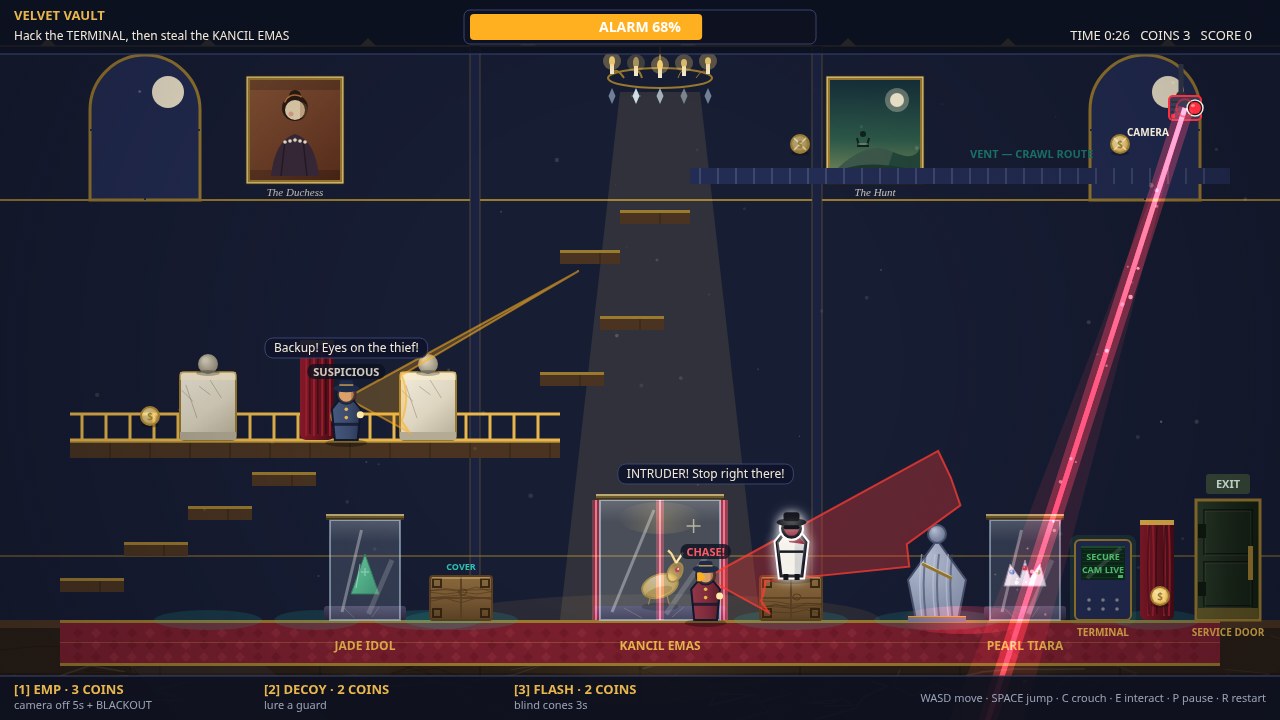 VELVET VAULT
Hack the TERMINAL, then steal the KANCIL EMAS
ALARM 68%
TIME 0:26 COINS 3 SCORE 0
CAMERA
VENT — CRAWL ROUTE
The Duchess
The Hunt
Backup! Eyes on the thief!
SUSPICIOUS
INTRUDER! Stop right there!
EXIT
CHASE!
COVER
SECURE
CAM LIVE
TERMINAL
SERVICE DOOR
JADE IDOL
KANCIL EMAS
PEARL TIARA
[1] EMP · 3 COINS
camera off 5s + BLACKOUT
[2] DECOY · 2 COINS
lure a guard
[3] FLASH · 2 COINS
blind cones 3s
WASD move · SPACE jump · C crouch · E interact · P pause · R restart